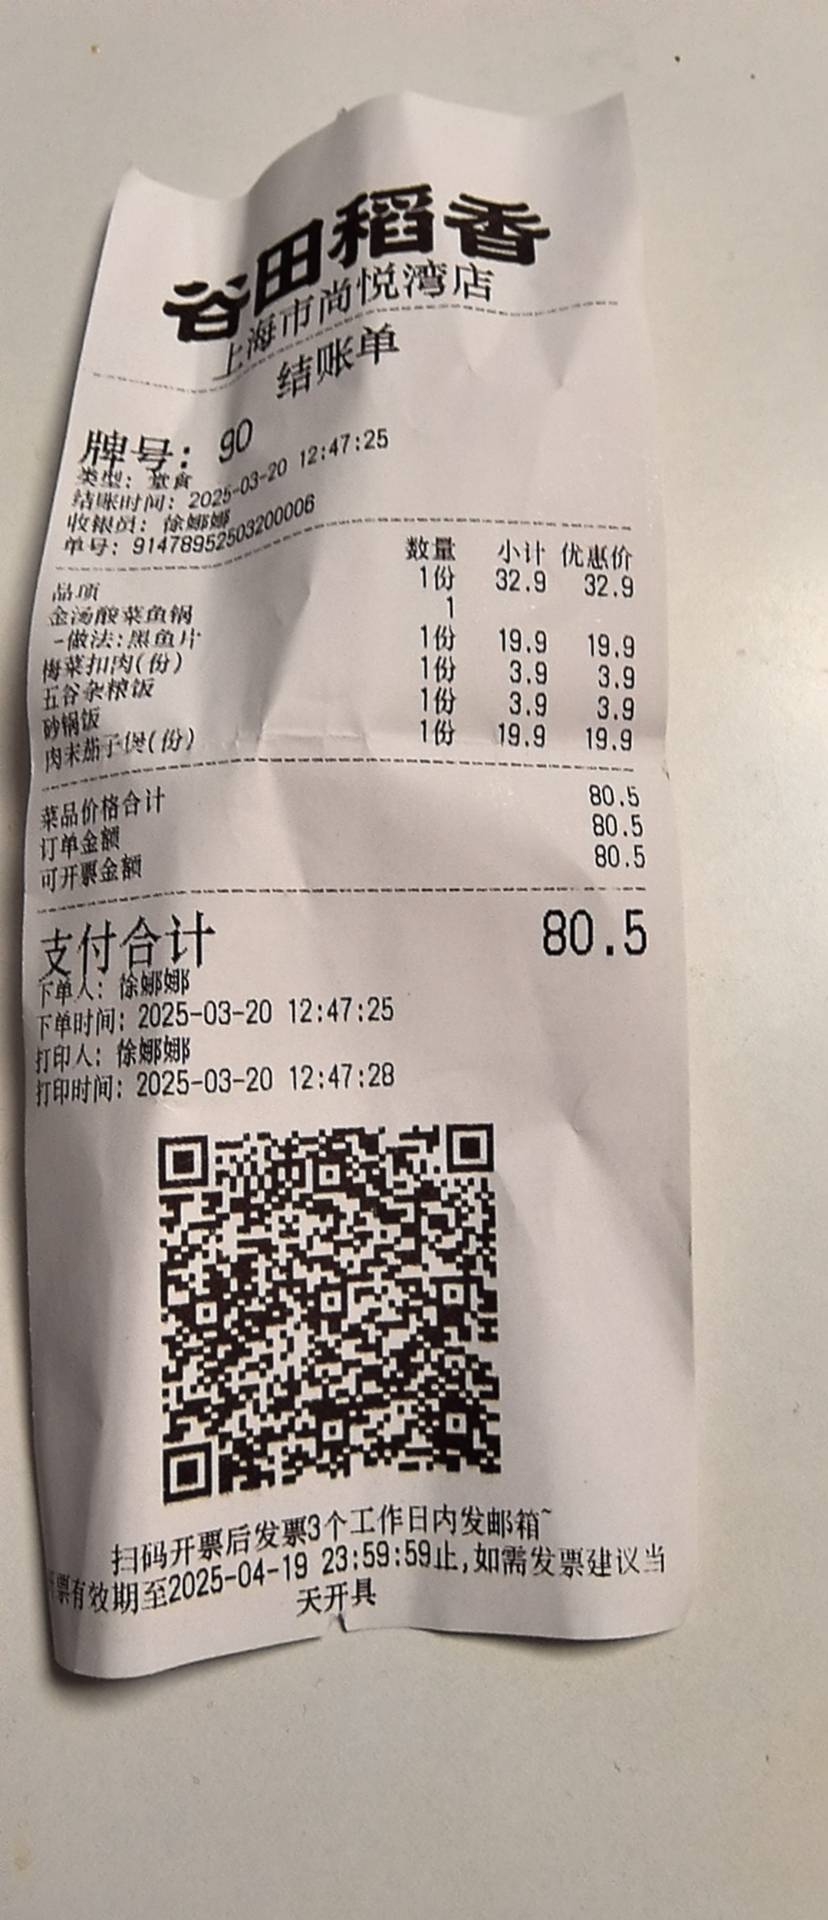 谷田稻香
上海市尚悦湾店
结账单
牌号: 90
类型: 堂食
结账时间: 2025-03-20 12:47:25
收银员: 徐娜娜
单号: 91478952503200006
品项 数量 小计 优惠价
金汤酸菜鱼锅 1份 32.9 32.9
-做法:黑鱼片 1
梅菜扣肉(份) 1份 19.9 19.9
五谷杂粮饭 1份 3.9 3.9
砂锅饭 1份 3.9 3.9
肉末茄子煲(份) 1份 19.9 19.9
菜品价格合计 80.5
订单金额 80.5
可开票金额 80.5
支付合计 80.5
下单人: 徐娜娜
下单时间: 2025-03-20 12:47:25
打印人: 徐娜娜
打印时间: 2025-03-20 12:47:28
扫码开票后发票3个工作日内发邮箱~
开票有效期至2025-04-19 23:59:59止,如需发票建议当
天开具